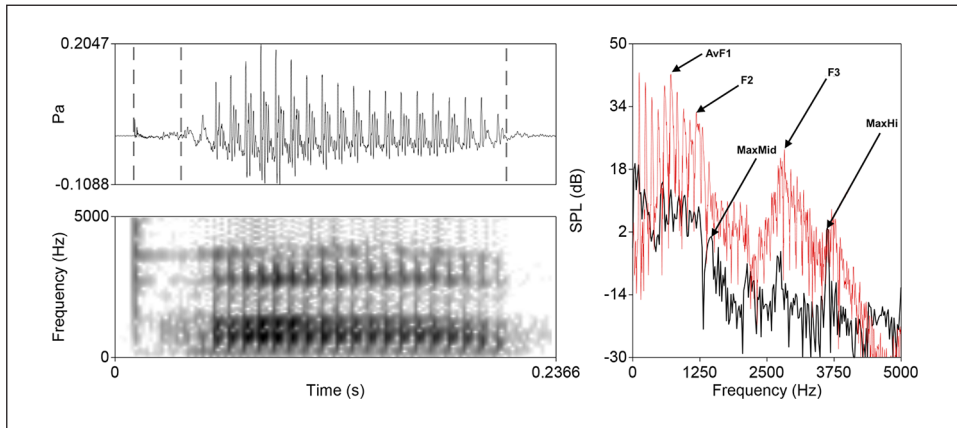 0.2047
Pa
-0.1088
5000
Frequency (Hz)
0
0
0.2366
Time (s)
50
34
18
2
-14
-30
SPL (dB)
AvF1
F2
F3
MaxMid
MaxHi
0
1250
2500
3750
5000
Frequency (Hz)